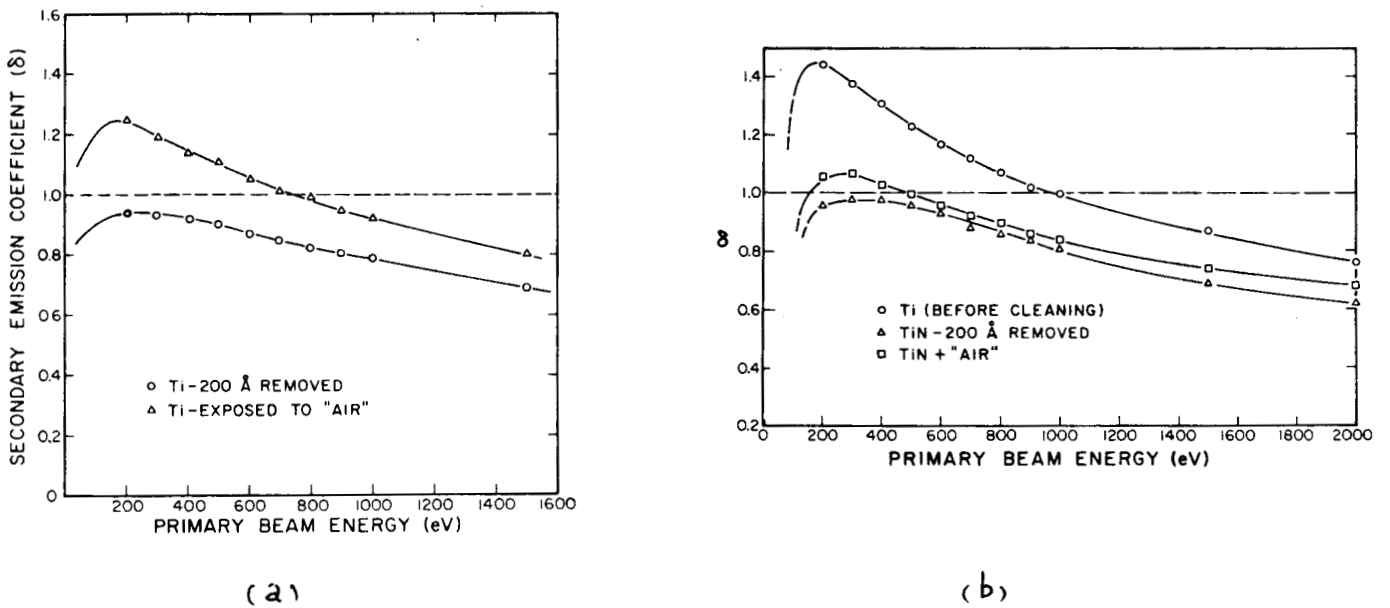 SECONDARY EMISSION COEFFICIENT (δ)
1.6
1.4
1.2
1.0
0.8
0.6
0.4
0.2
0
○ Ti-200 Å REMOVED
△ Ti-EXPOSED TO "AIR"
200 400 600 800 1000 1200 1400 1600
PRIMARY BEAM ENERGY (eV)
(a)
δ
1.4
1.2
1.0
0.8
0.6
0.4
0.2
○ Ti (BEFORE CLEANING)
△ TiN-200 Å REMOVED
□ TiN + "AIR"
0 200 400 600 800 1000 1200 1400 1600 1800 2000
PRIMARY BEAM ENERGY (eV)
(b)